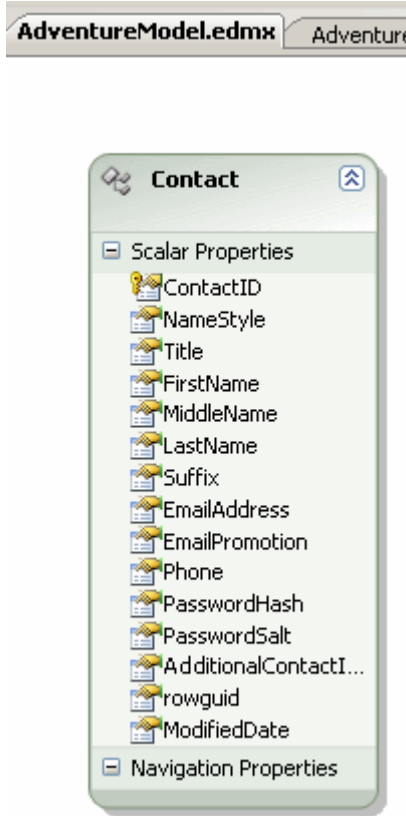 AdventureModel.edmx Adventure
Contact
Scalar Properties
ContactID
NameStyle
Title
FirstName
MiddleName
LastName
Suffix
EmailAddress
EmailPromotion
Phone
PasswordHash
PasswordSalt
AdditionalContactI...
rowguid
ModifiedDate
Navigation Properties